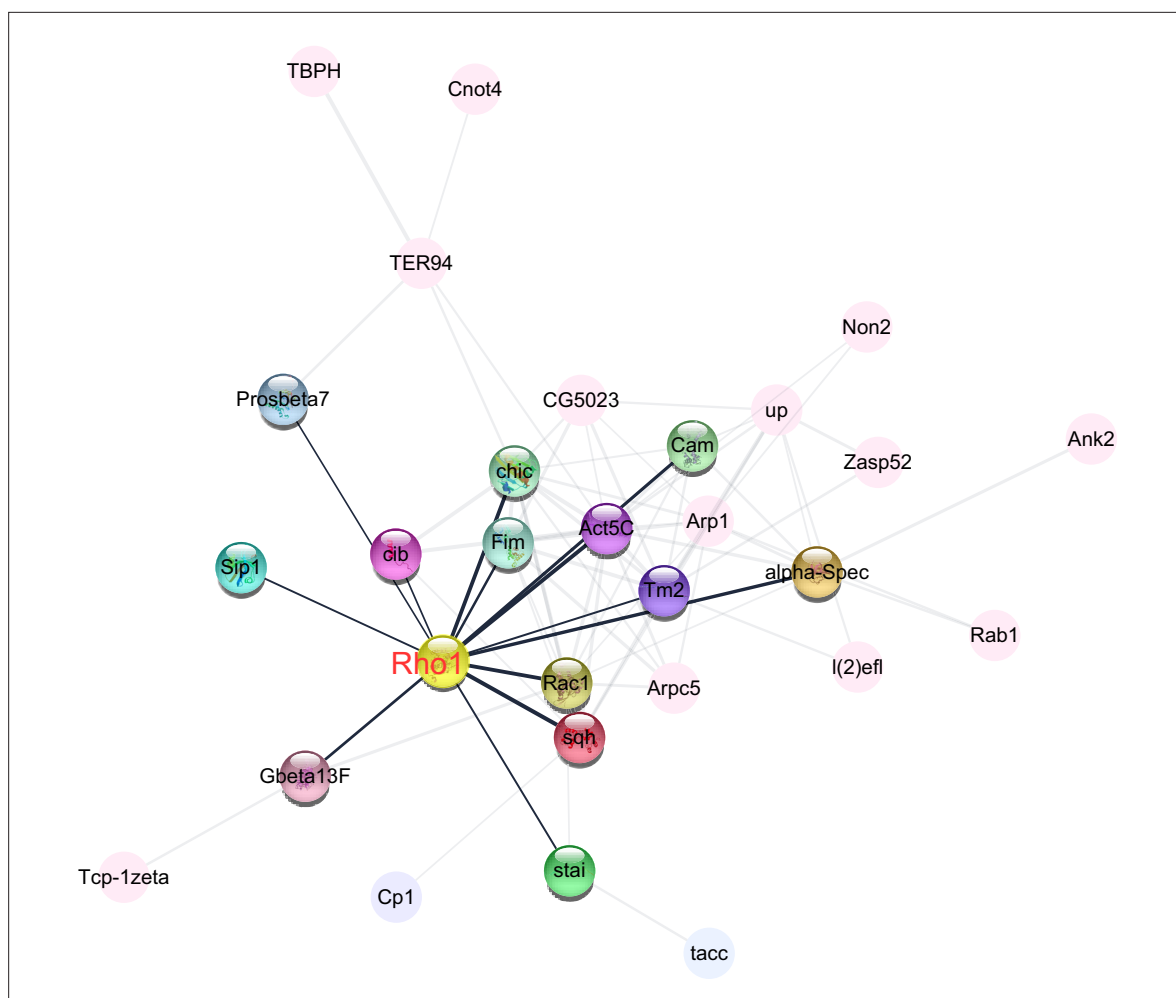 TBPH
Cnot4
TER94
Non2
Prosbeta7
CG5023
up
Ank2
Cam
Zasp52
chic
Arp1
Act5C
Fim
cib
Sip1
alpha-Spec
Tm2
Rab1
Rho1
l(2)efl
Rac1
Arpc5
sqh
Gbeta13F
stai
Tcp-1zeta
Cp1
tacc